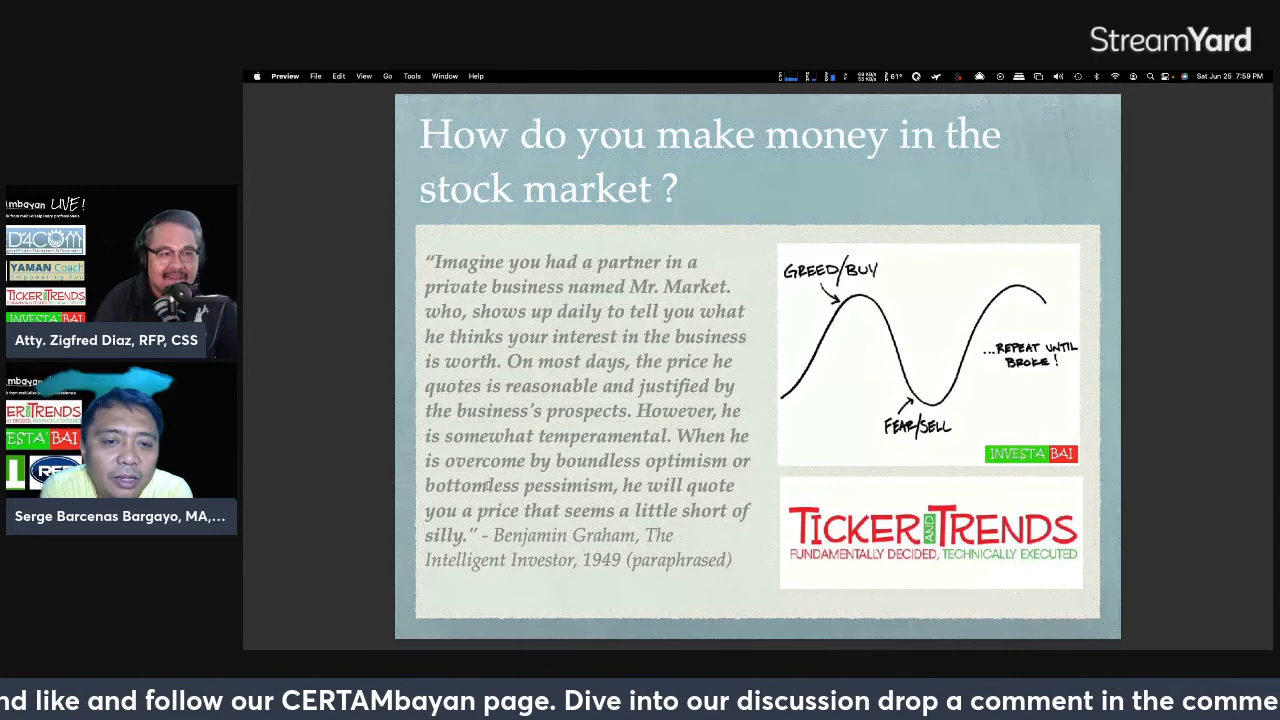 StreamYard
Preview File Edit View Go Tools Window Help
61° Sat Jun 25 7:59 PM
How do you make money in the
stock market ?
“Imagine you had a partner in a
private business named Mr. Market.
who, shows up daily to tell you what
he thinks your interest in the business
is worth. On most days, the price he
quotes is reasonable and justified by
the business’s prospects. However, he
is somewhat temperamental. When he
is overcome by boundless optimism or
bottomless pessimism, he will quote
you a price that seems a little short of
silly.” - Benjamin Graham, The
Intelligent Investor, 1949 (paraphrased)
GREED/BUY
...REPEAT UNTIL
BROKE!
FEAR/SELL
INVESTA' BAI
TICKER AND TRENDS
FUNDAMENTALLY DECIDED, TECHNICALLY EXECUTED
mbayan LIVE!
D4COM
YAMAN Coach
TICKER TRENDS
INVESTA' BAI
Atty. Zigfred Diaz, RFP, CSS
mbayan
TRENDS
ESTA' BAI
Serge Barcenas Bargayo, MA,...
nd like and follow our CERTAMbayan page. Dive into our discussion drop a comment in the comme